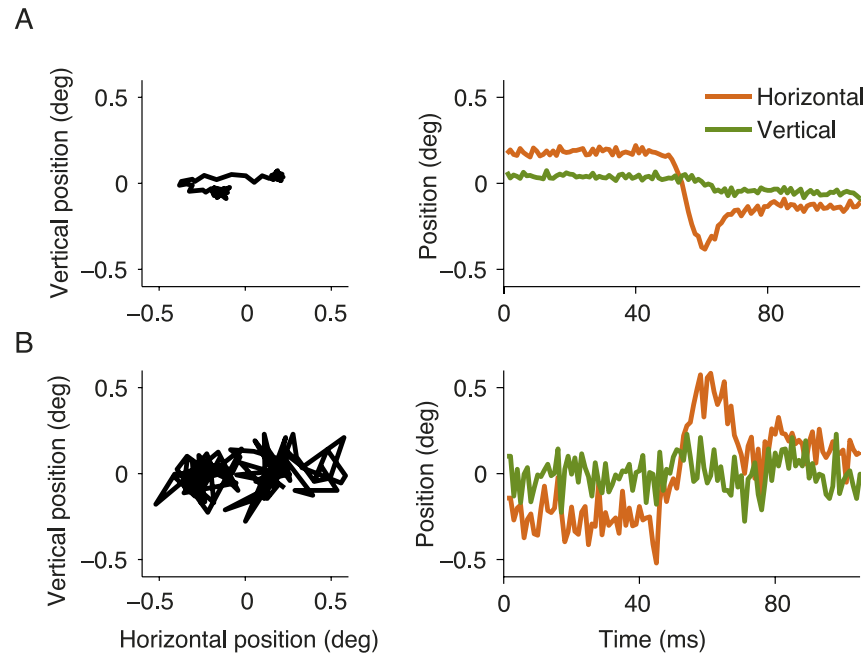 A
Vertical position (deg)
0.5
0
–0.5
–0.5
0
0.5
Position (deg)
0.5
0
–0.5
0
40
80
Horizontal
Vertical
B
Vertical position (deg)
0.5
0
–0.5
–0.5
0
0.5
Horizontal position (deg)
Position (deg)
0.5
0
–0.5
0
40
80
Time (ms)